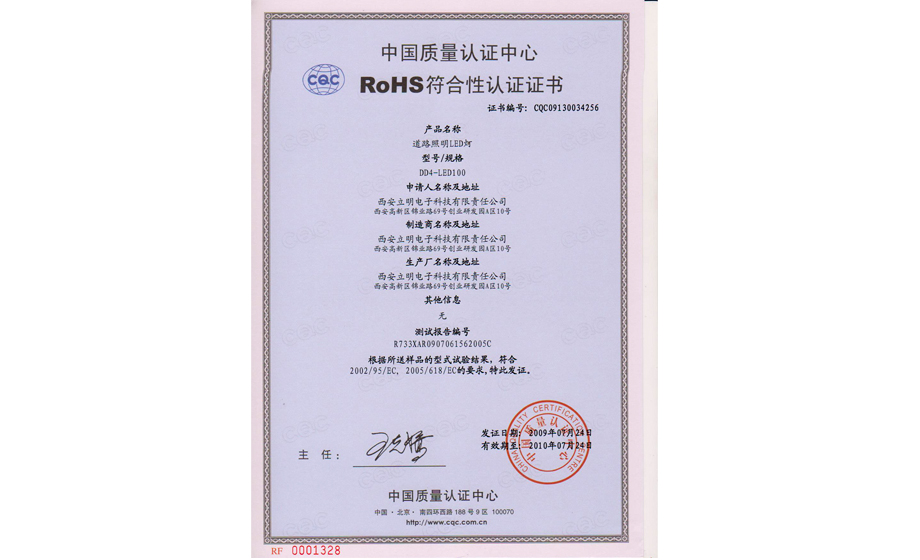 中国质量认证中心
CQC
RoHS符合性认证证书
证书编号: CQC09130034256
产品名称
道路照明LED灯
型号/规格
DD4-LED100
申请人名称及地址
西安立明电子科技有限责任公司
西安高新区锦业路69号创业研发园A区10号
制造商名称及地址
西安立明电子科技有限责任公司
西安高新区锦业路69号创业研发园A区10号
生产厂名称及地址
西安立明电子科技有限责任公司
西安高新区锦业路69号创业研发园A区10号
其他信息
无
测试报告编号
R733XAR0907061562005C
根据所送样品的型式试验结果, 符合
2002/95/EC, 2005/618/EC的要求,特此发证。
发证日期: 2009年07月24日
有效期至: 2010年07月24日
CHINA QUALITY CERTIFICATION CENTRE
中国质量认证中心
主 任:
中国质量认证中心
中国·北京·南四环西路 188 号 9 区 100070
http://www.cqc.com.cn
RF 0001328